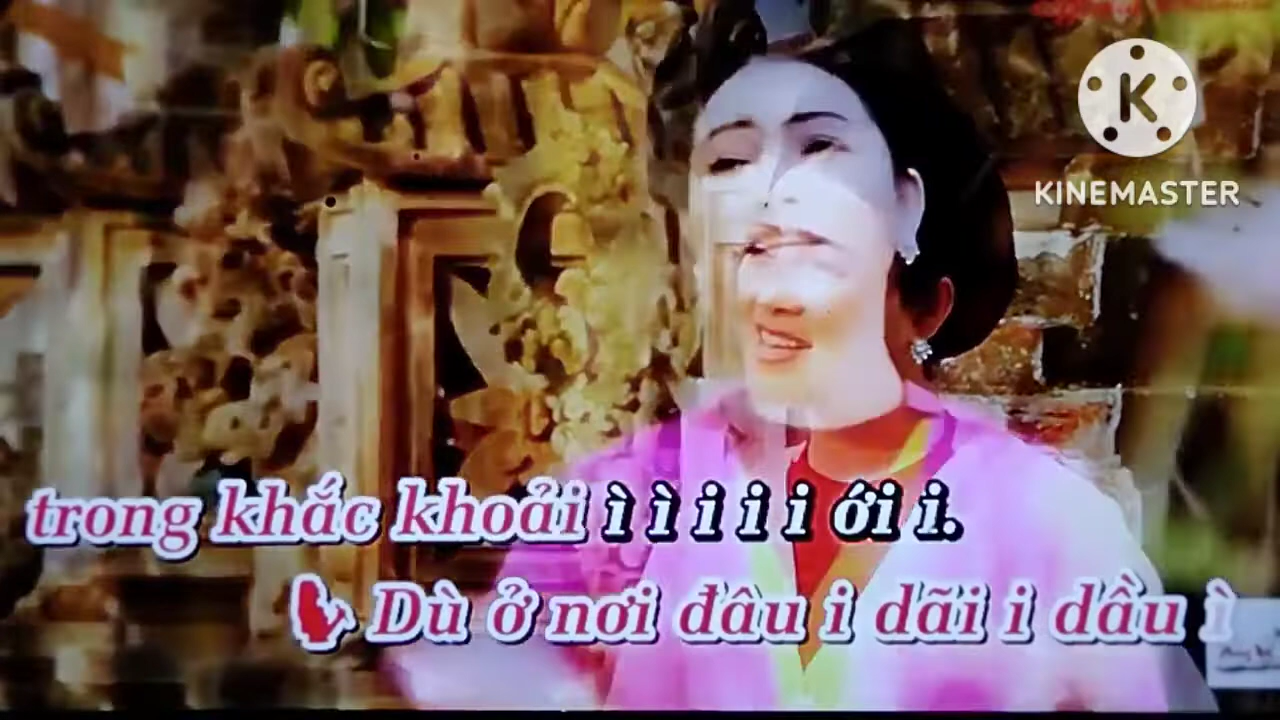 K
KINEMASTER
trong khắc khoải ì ì i i i ới i.
Dù ở nơi đâu i dãi i dầu ì